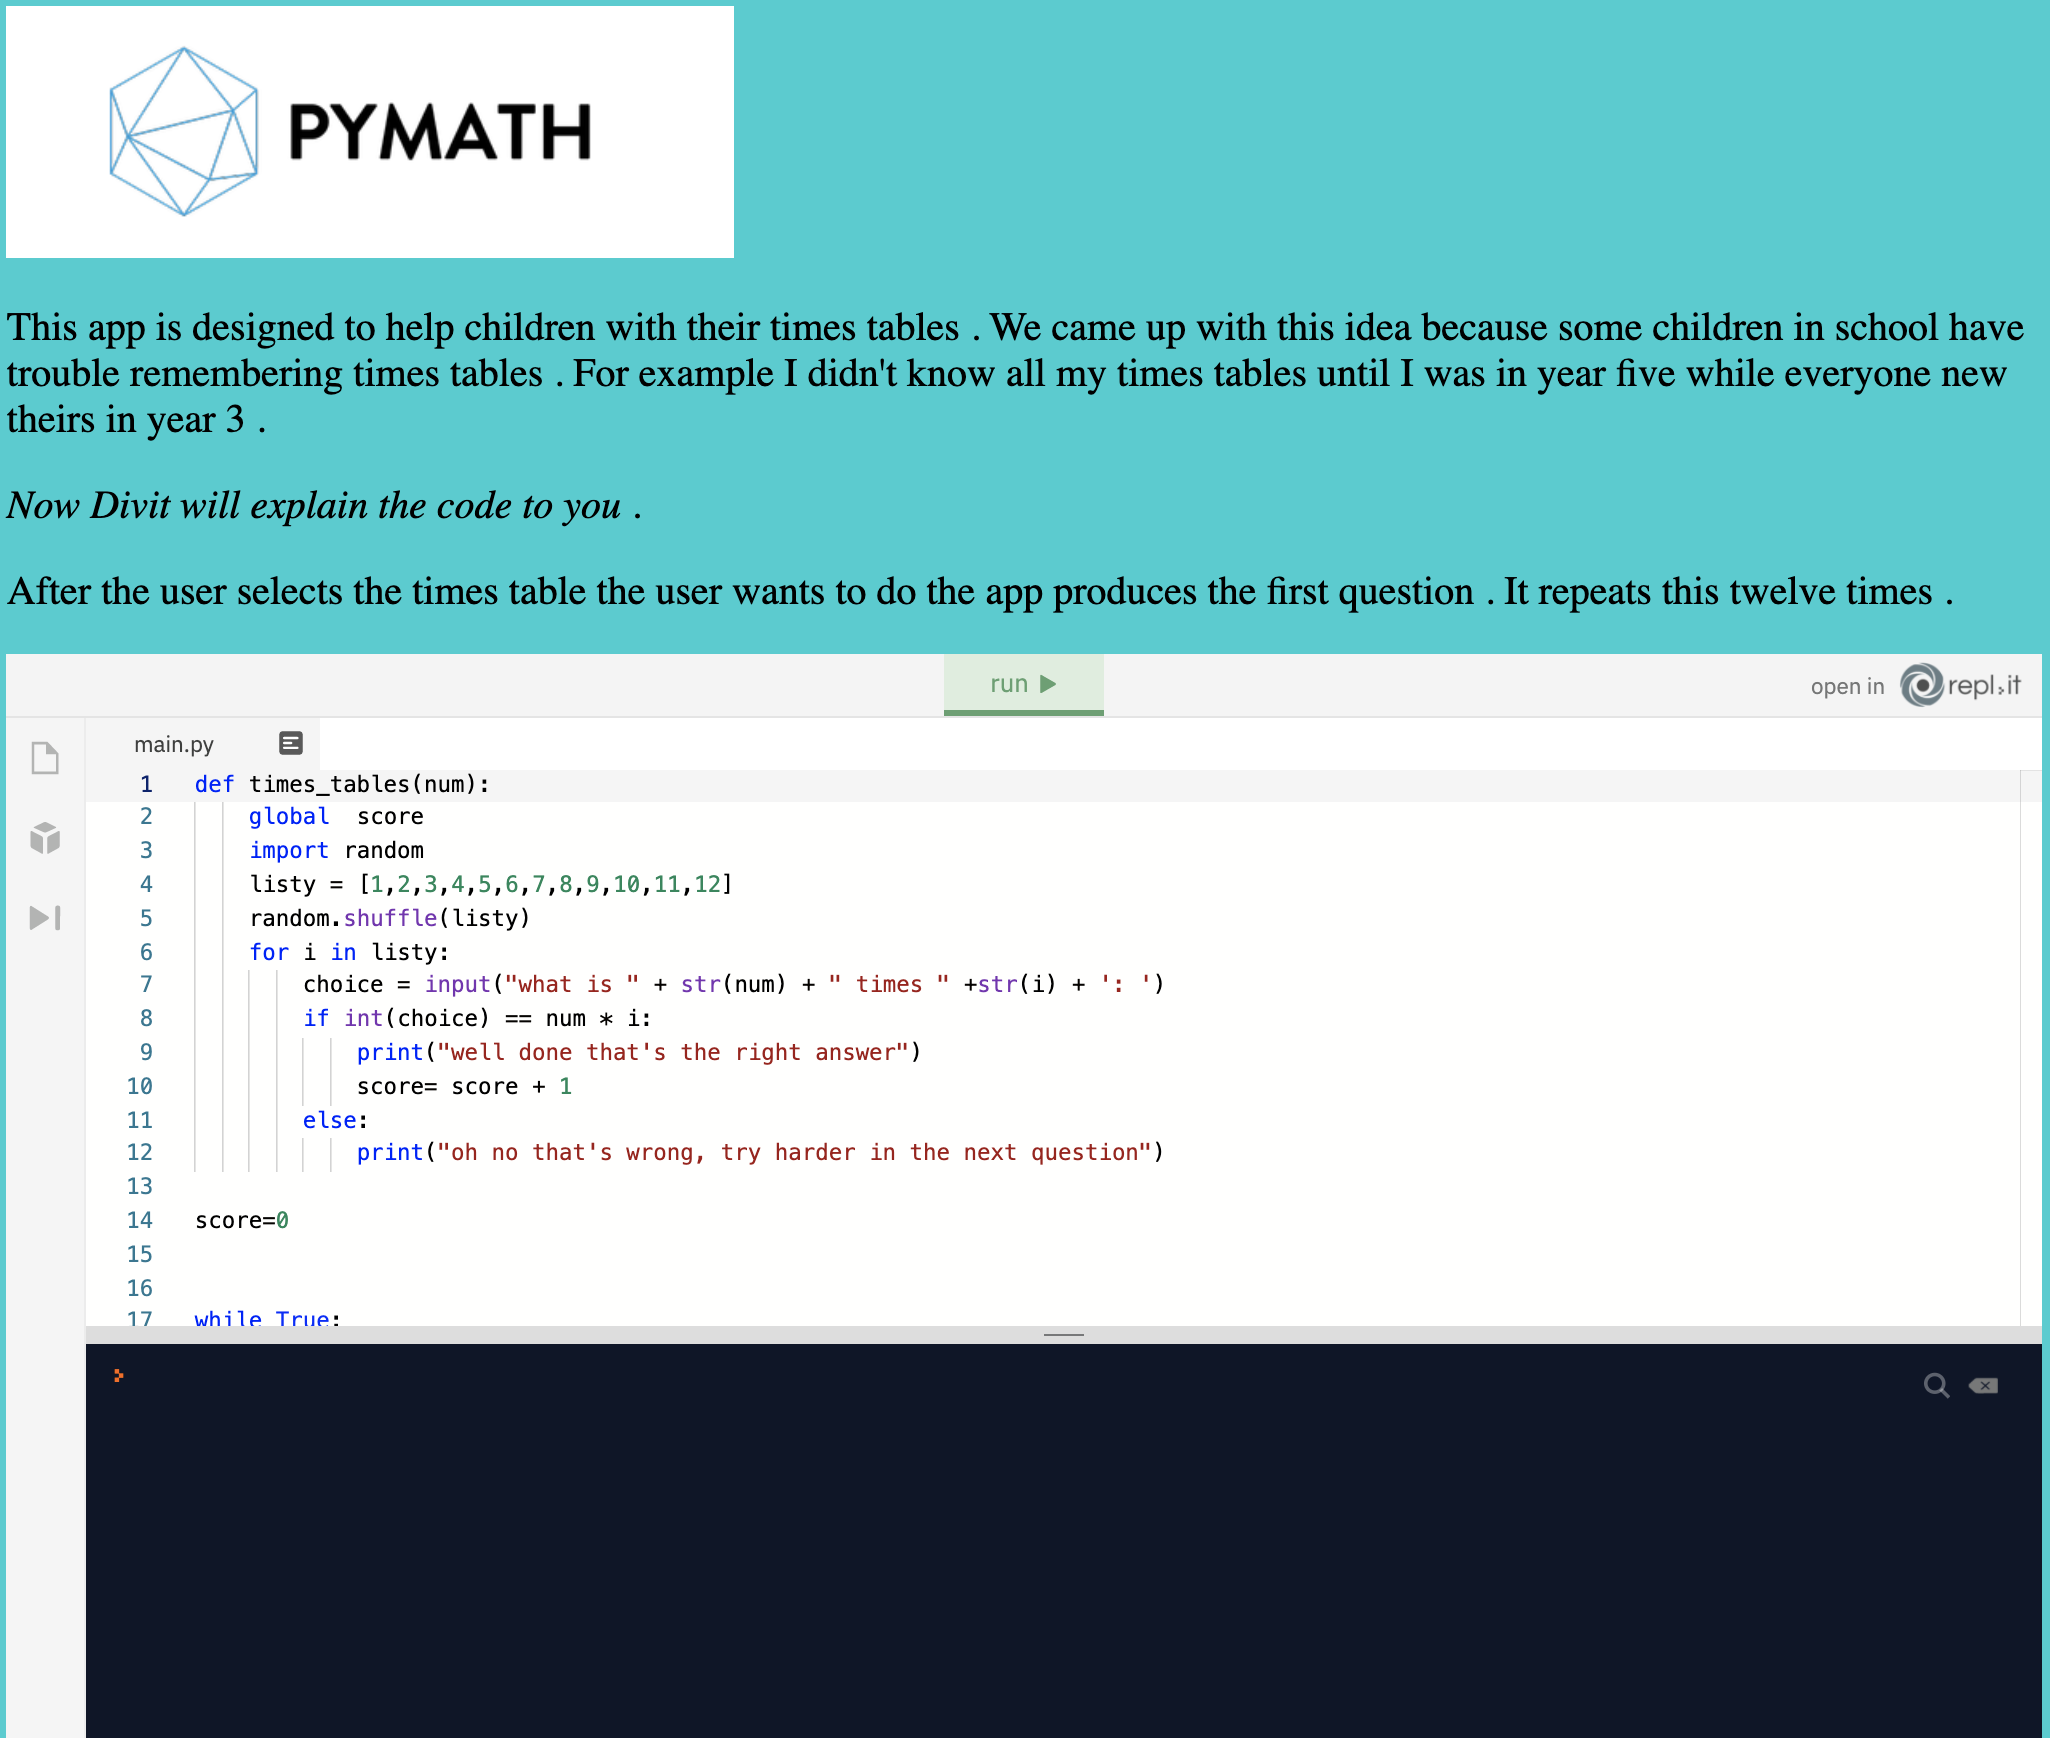 PYMATH
This app is designed to help children with their times tables . We came up with this idea because some children in school have
trouble remembering times tables . For example I didn't know all my times tables until I was in year five while everyone new
theirs in year 3 .
Now Divit will explain the code to you .
After the user selects the times table the user wants to do the app produces the first question . It repeats this twelve times .
run
open in repl.it
main.py
1 def times_tables(num):
2 global  score
3 import random
4 listy = [1,2,3,4,5,6,7,8,9,10,11,12]
5 random.shuffle(listy)
6 for i in listy:
7 choice = input("what is " + str(num) + " times " +str(i) + ': ')
8 if int(choice) == num * i:
9 print("well done that's the right answer")
10 score= score + 1
11 else:
12 print("oh no that's wrong, try harder in the next question")
13
14 score=0
15
16
17 while True: